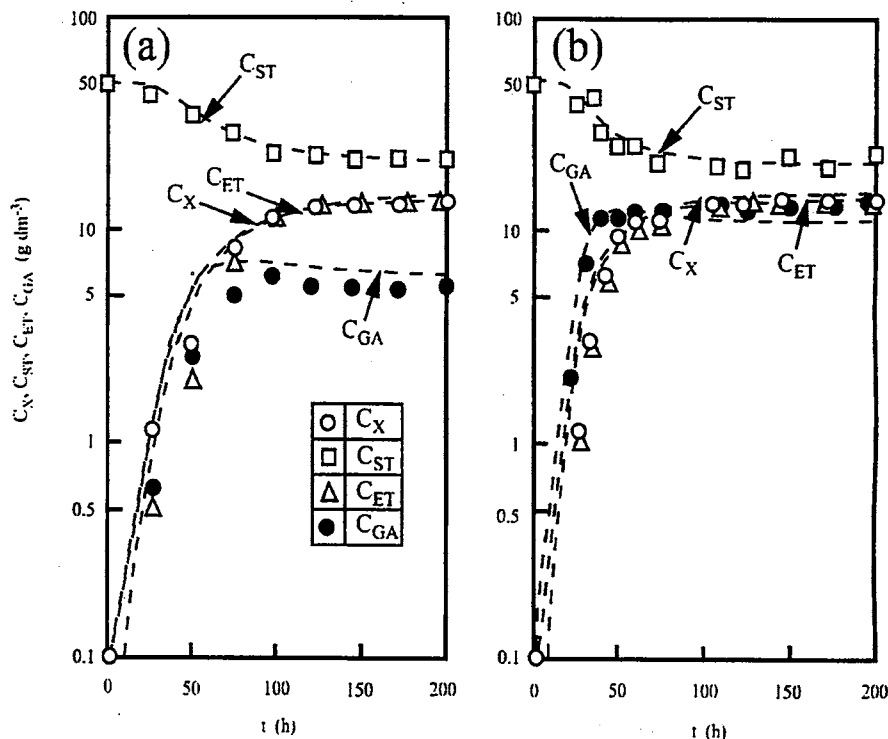 C_X, C_ST, C_ET, C_GA (g dm⁻³)
100
50
10
5
1
0.5
0.1
(a)
C_ST
C_ET
C_X
C_GA
C_X
C_ST
C_ET
C_GA
0
50
100
150
200
t (h)
100
50
10
5
1
0.5
0.1
(b)
C_ST
C_GA
C_X
C_ET
0
50
100
150
200
t (h)